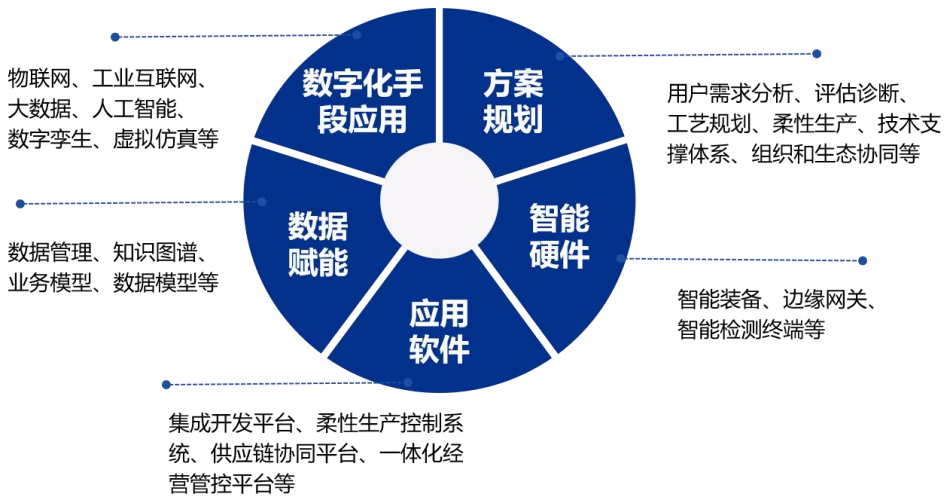 数字化手
段应用
物联网、工业互联网、
大数据、人工智能、
数字孪生、虚拟仿真等
方案
规划
用户需求分析、评估诊断、
工艺规划、柔性生产、技术支
撑体系、组织和生态协同等
数据
赋能
数据管理、知识图谱、
业务模型、数据模型等
智能
硬件
智能装备、边缘网关、
智能检测终端等
应用
软件
集成开发平台、柔性生产控制系
统、供应链协同平台、一体化经
营管控平台等